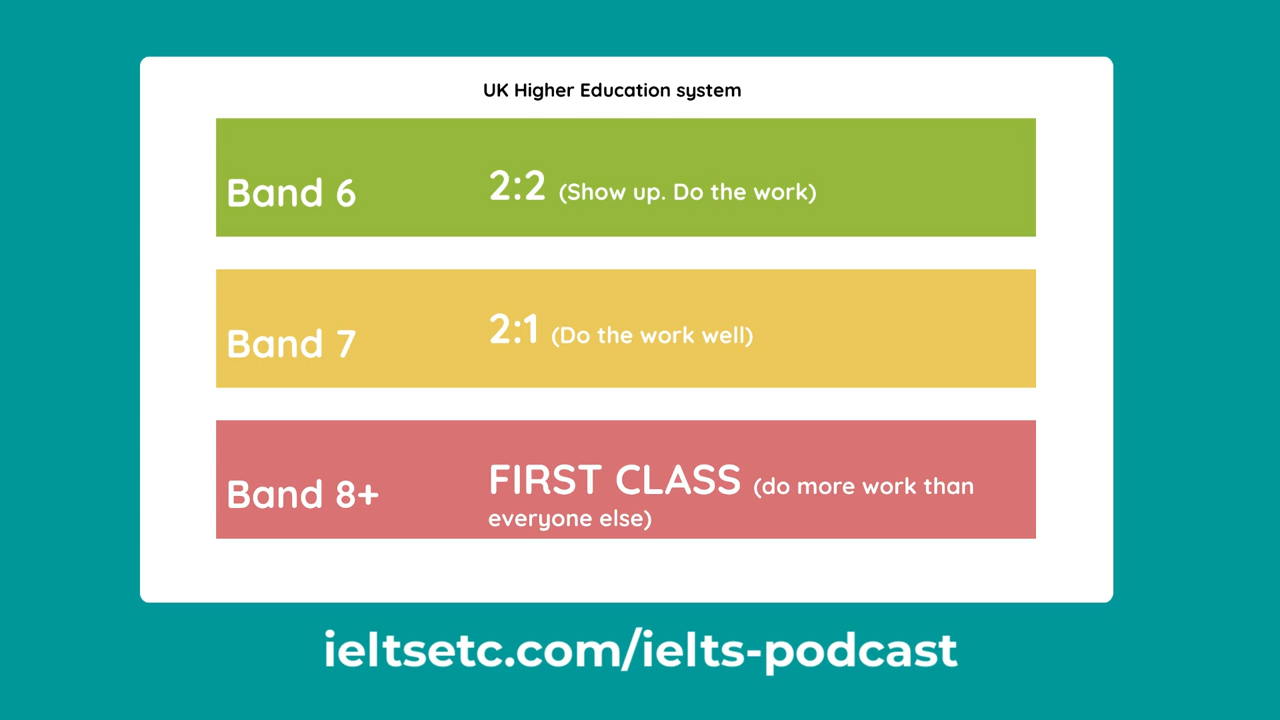 UK Higher Education system
Band 6
2:2 (Show up. Do the work)
Band 7
2:1 (Do the work well)
Band 8+
FIRST CLASS (do more work than
everyone else)
ieltsetc.com/ielts-podcast